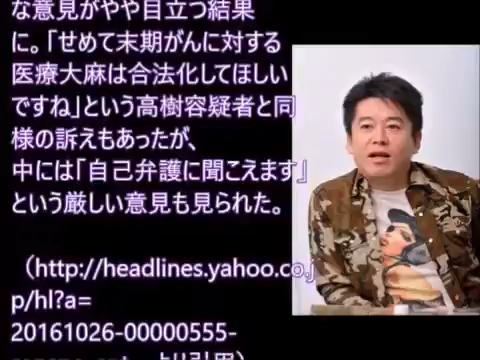 な意見がやや目立つ結果
に。「せめて末期がんに対する
医療大麻は合法化してほしい
ですね」という高樹容疑者と同
様の訴えもあったが、
中には「自己弁護に聞こえます」
という厳しい意見も見られた。
（http://headlines.yahoo.co.j
p/hl?a=
20161026-00000555-
より引用）